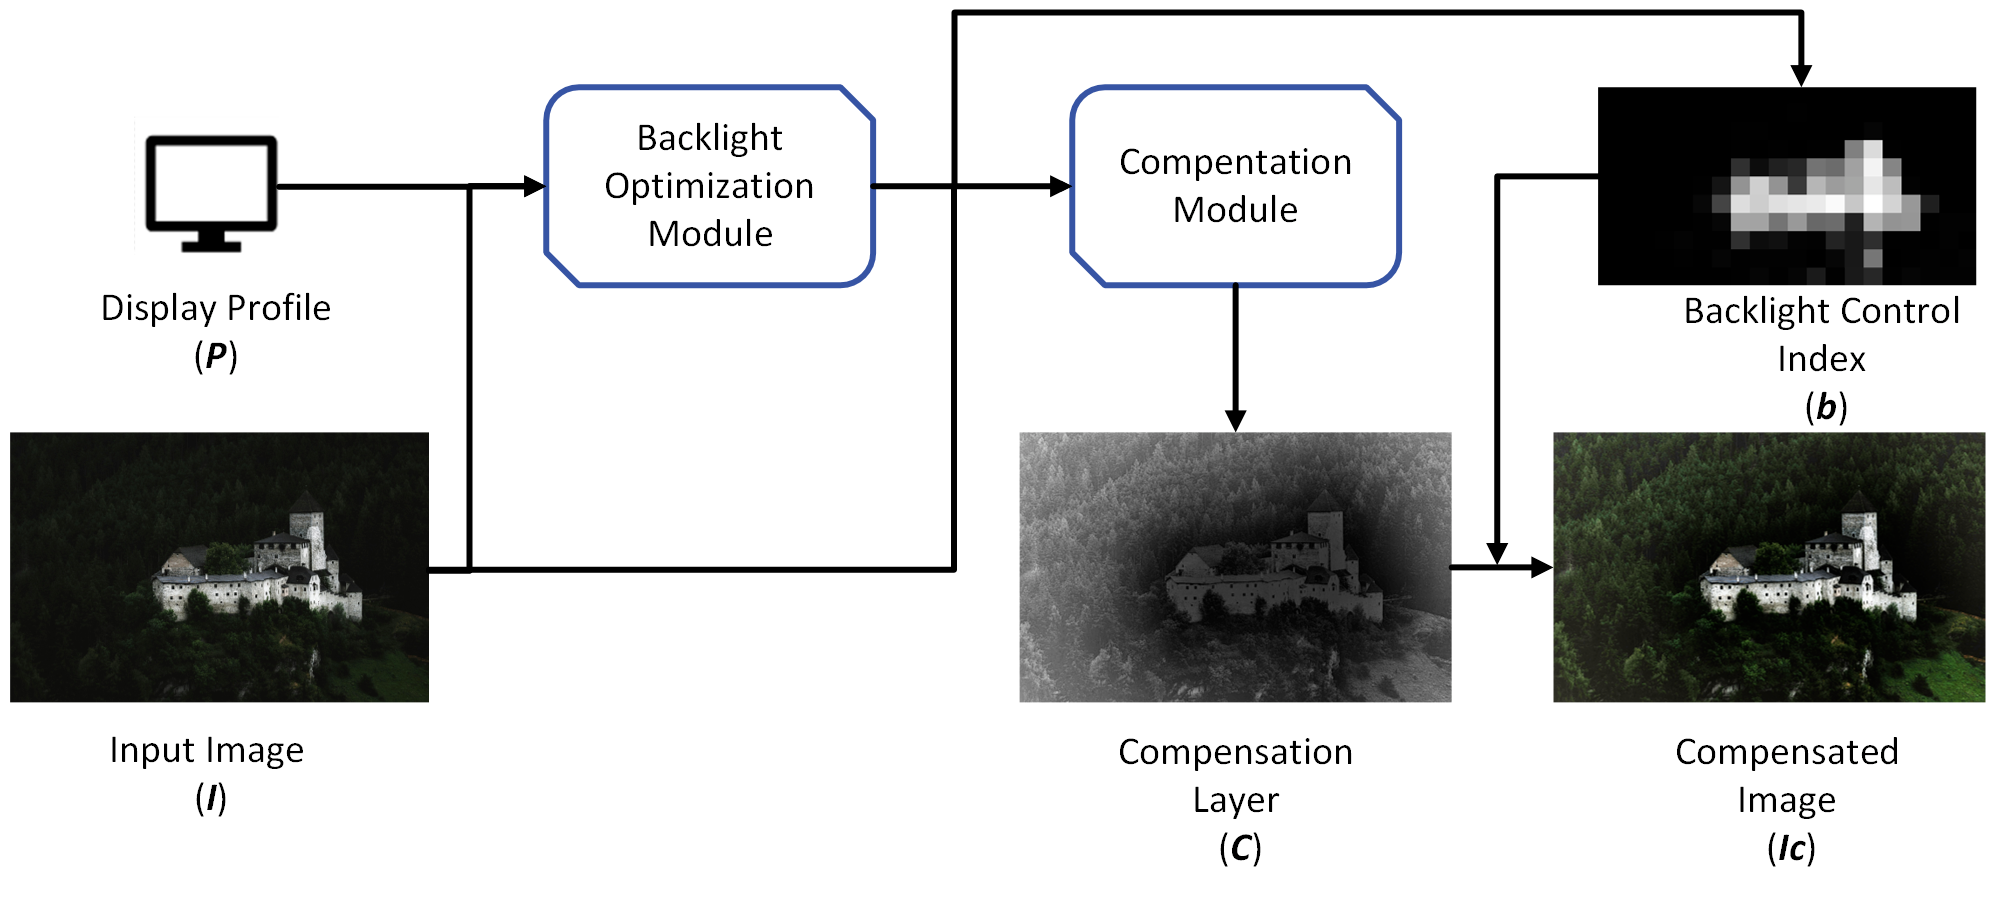 Backlight
Optimization
Module
Compentation
Module
Display Profile
(P)
Backlight Control
Index
(b)
Input Image
(I)
Compensation
Layer
(C)
Compensated
Image
(Ic)